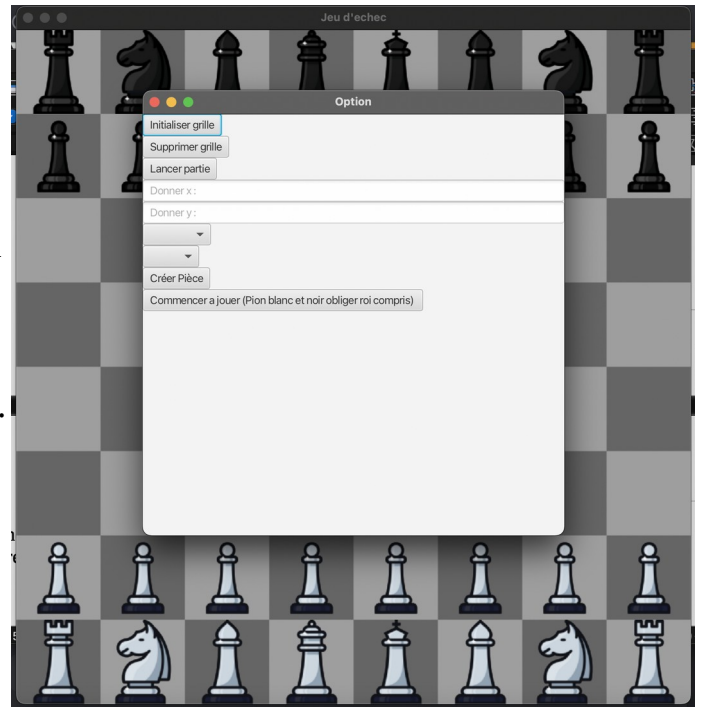 Jeu d'echec
Option
Initialiser grille
Supprimer grille
Lancer partie
Donner x :
Donner y :
Créer Pièce
Commencer a jouer (Pion blanc et noir obliger roi compris)